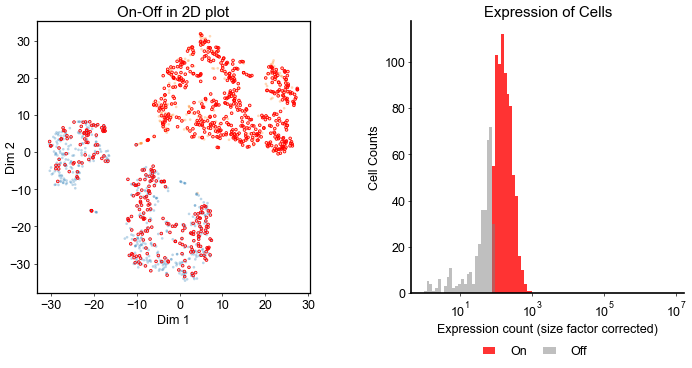 On-Off in 2D plot
30
20
10
0
−10
−20
−30
Dim 2
−30 −20 −10 0 10 20 30
Dim 1
Expression of Cells
100
80
60
40
20
0
Cell Counts
10^1 10^3 10^5 10^7
Expression count (size factor corrected)
On Off